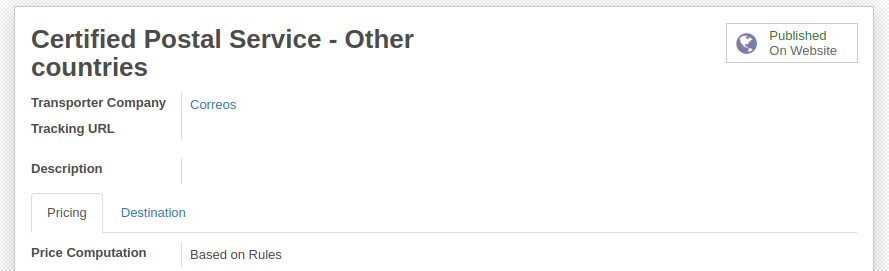 Certified Postal Service - Other
countries
Published
On Website
Transporter Company Correos
Tracking URL
Description
Pricing Destination
Price Computation Based on Rules